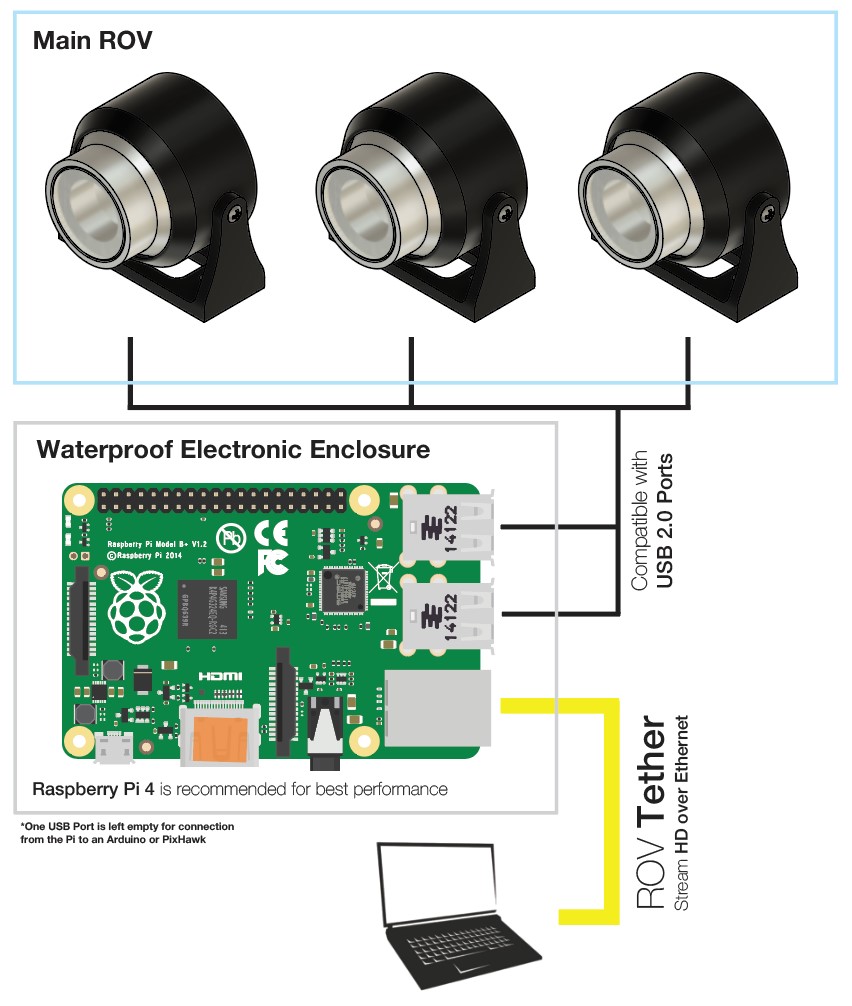 Main ROV
Waterproof Electronic Enclosure
Compatible with
USB 2.0 Ports
Raspberry Pi Model B+ V1.2
©Raspberry Pi 2014
Pb
CE
FC
14122
14122
HDMI
ROV Tether
Stream HD over Ethernet
Raspberry Pi 4 is recommended for best performance
*One USB Port is left empty for connection
from the Pi to an Arduino or PixHawk